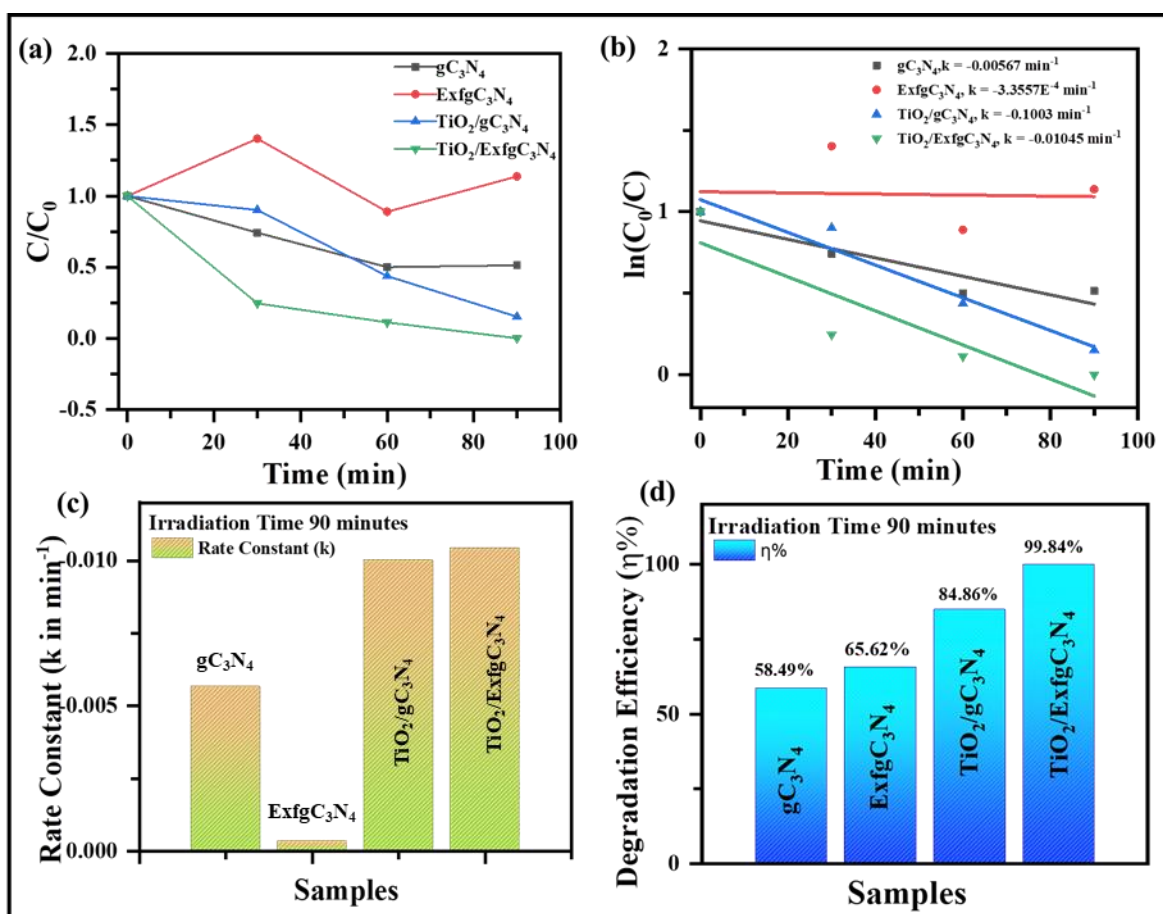 (a)
2.0
1.5
1.0
0.5
0.0
-0.5
C/C₀
gC₃N₄
ExfgC₃N₄
TiO₂/gC₃N₄
TiO₂/ExfgC₃N₄
0 20 40 60 80 100
Time (min)
(b)
2
1
0
ln(C₀/C)
gC₃N₄,k = -0.00567 min⁻¹
ExfgC₃N₄, k = -3.3557E⁻⁴ min⁻¹
TiO₂/gC₃N₄, k = -0.1003 min⁻¹
TiO₂/ExfgC₃N₄, k = -0.01045 min⁻¹
0 20 40 60 80 100
Time (min)
(c)
Irradiation Time 90 minutes
Rate Constant (k)
Rate Constant (k in min⁻¹)
-0.010
-0.005
0.000
gC₃N₄
ExfgC₃N₄
TiO₂/gC₃N₄
TiO₂/ExfgC₃N₄
Samples
(d)
Irradiation Time 90 minutes
η%
Degradation Efficiency (η%)
100
50
0
58.49%
65.62%
84.86%
99.84%
gC₃N₄
ExfgC₃N₄
TiO₂/gC₃N₄
TiO₂/ExfgC₃N₄
Samples